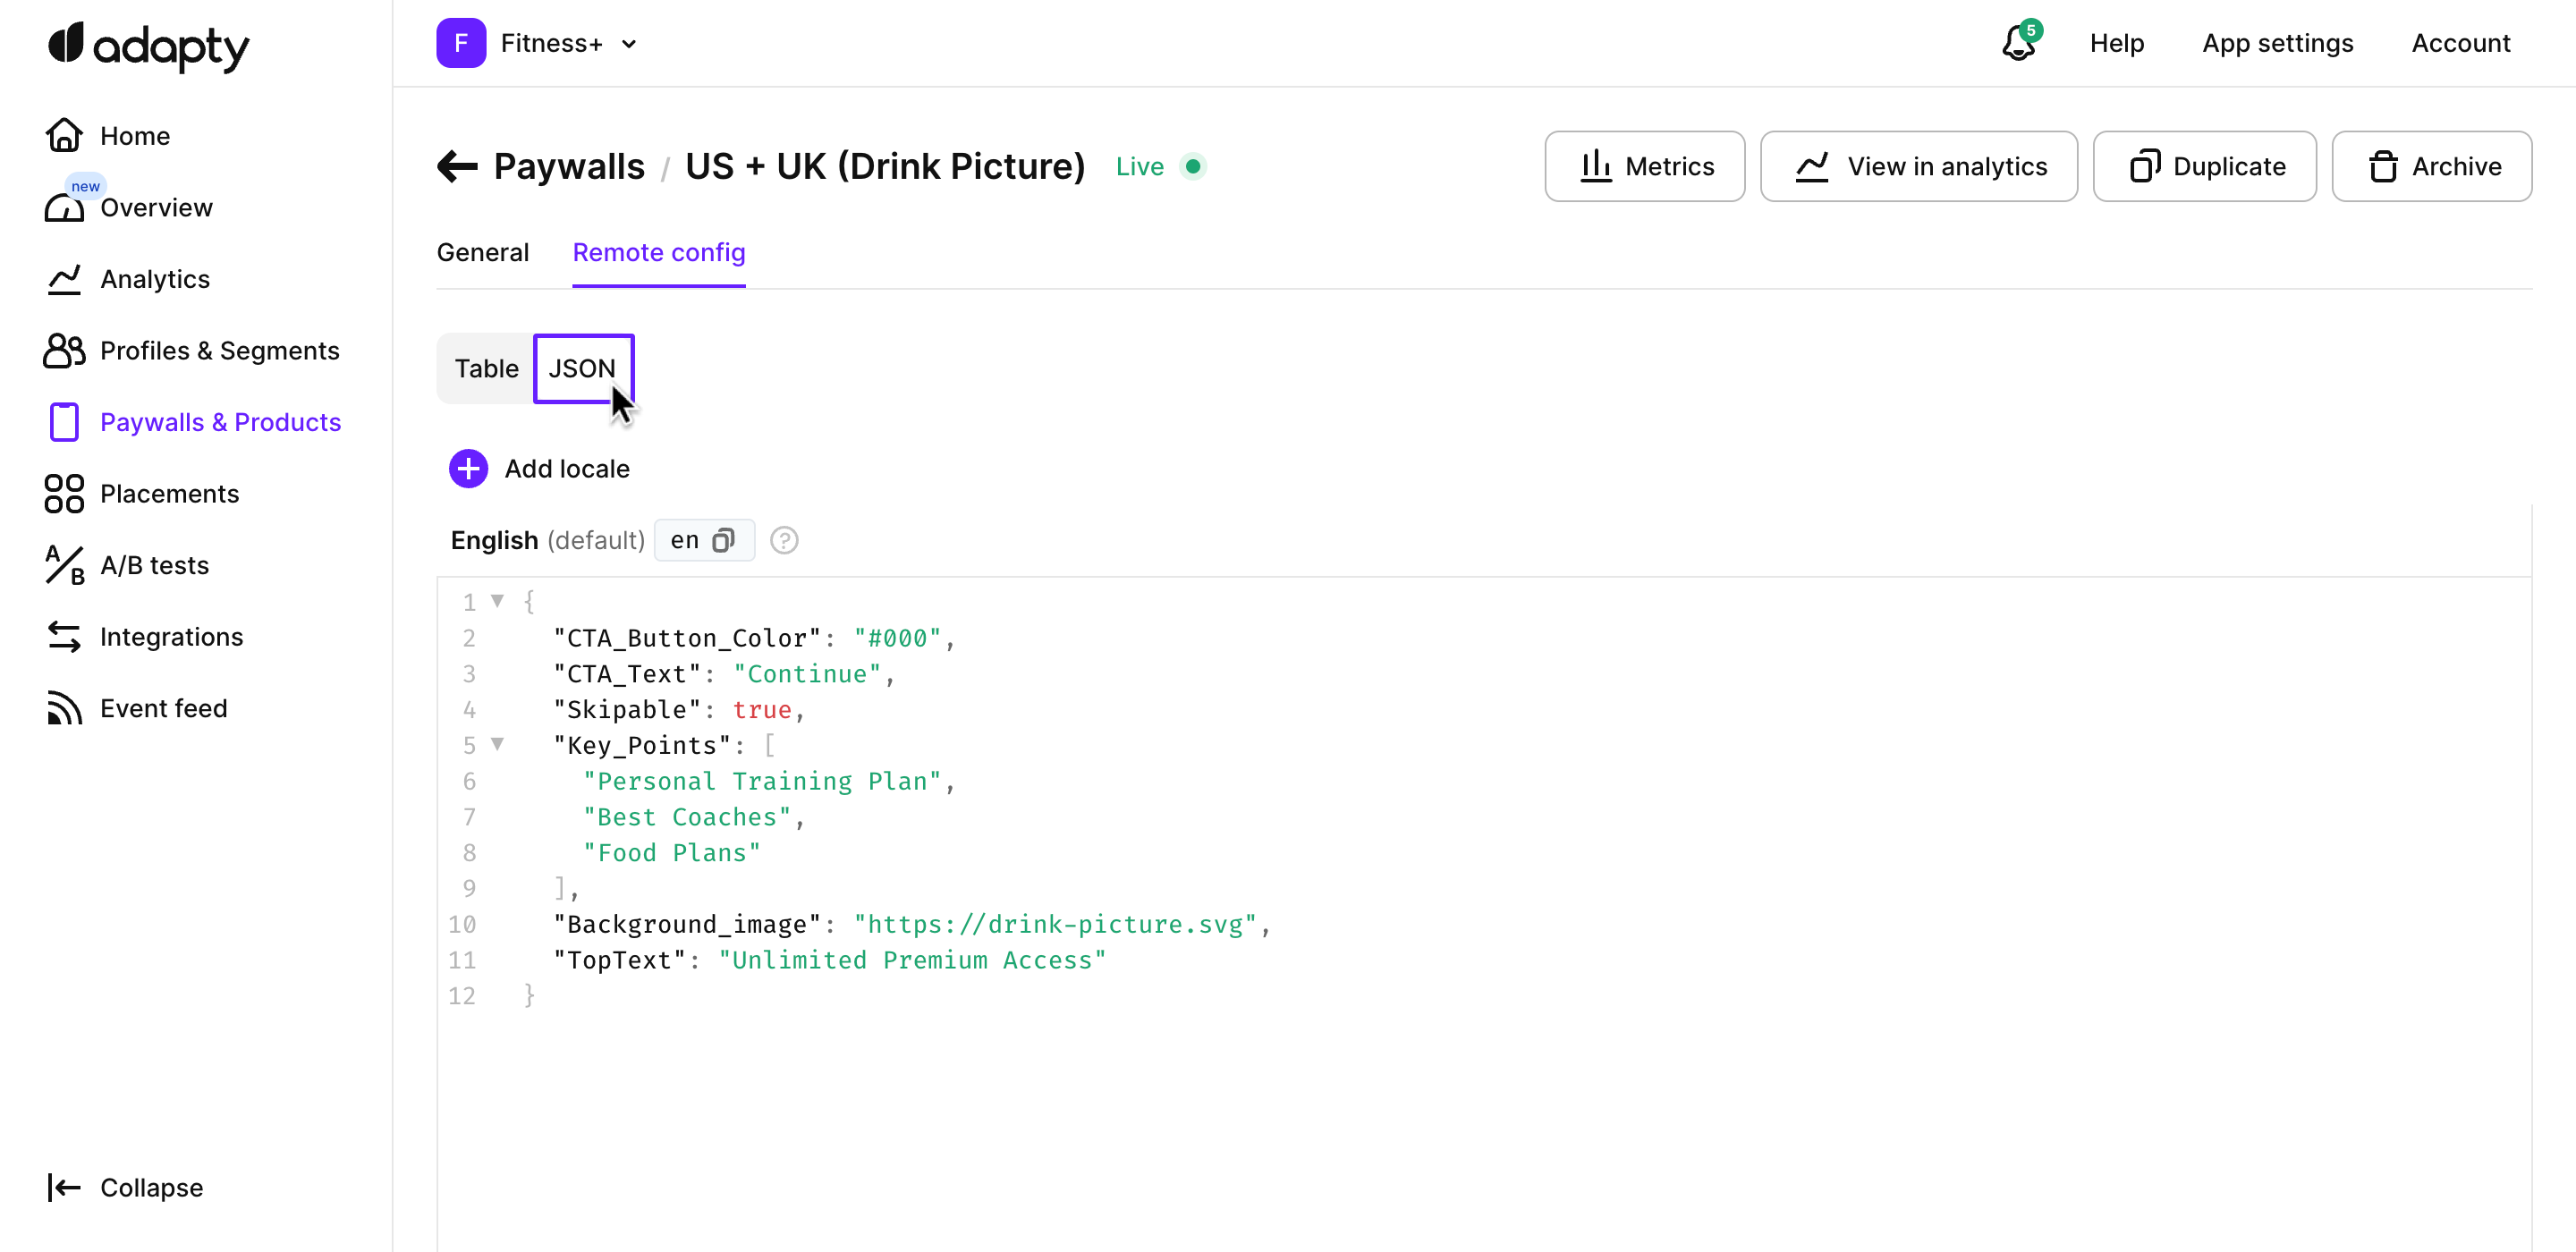 adapty
F Fitness+
5 Help App settings Account
Home
new
Overview
Analytics
Profiles & Segments
Paywalls & Products
Placements
A/B tests
Integrations
Event feed
Collapse
Paywalls / US + UK (Drink Picture) Live
Metrics View in analytics Duplicate Archive
General Remote config
Table JSON
Add locale
English (default) en ?
1 {
2 "CTA_Button_Color": "#000",
3 "CTA_Text": "Continue",
4 "Skipable": true,
5 "Key_Points": [
6 "Personal Training Plan",
7 "Best Coaches",
8 "Food Plans"
9 ],
10 "Background_image": "https://drink-picture.svg",
11 "TopText": "Unlimited Premium Access"
12 }